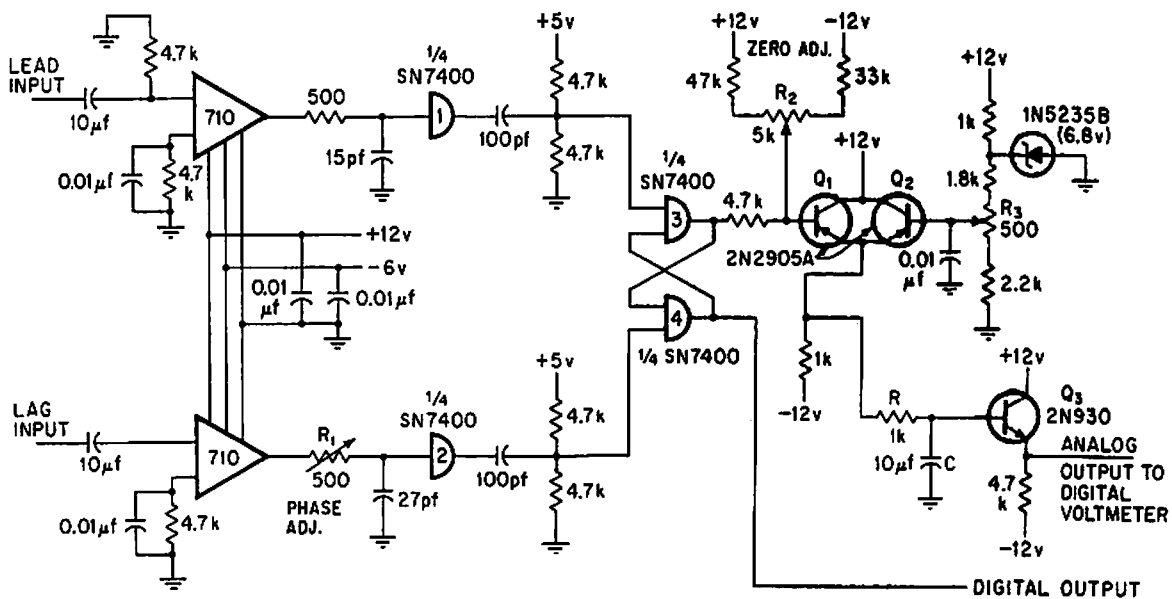 4.7k
LEAD
INPUT
10μf
0.01μf
4.7
k
710
500
15pf
1/4
SN7400
1
100pf
+5v
4.7k
4.7k
+12v
-6v
0.01
μf
0.01μf
+12v
-12v
ZERO ADJ.
47k
33k
R2
5k
+12v
1/4
SN7400
3
4.7k
Q1
Q2
2N2905A
+12v
1k
1N5235B
(6.8v)
1.8k
R3
500
0.01
μf
2.2k
4
1/4 SN7400
1k
-12v
LAG
INPUT
10μf
0.01μf
4.7k
710
R1
500
PHASE
ADJ.
27pf
1/4
SN7400
2
100pf
+5v
4.7k
4.7k
R
1k
10μf
C
+12v
Q3
2N930
4.7
k
-12v
ANALOG
OUTPUT TO
DIGITAL
VOLTMETER
DIGITAL OUTPUT